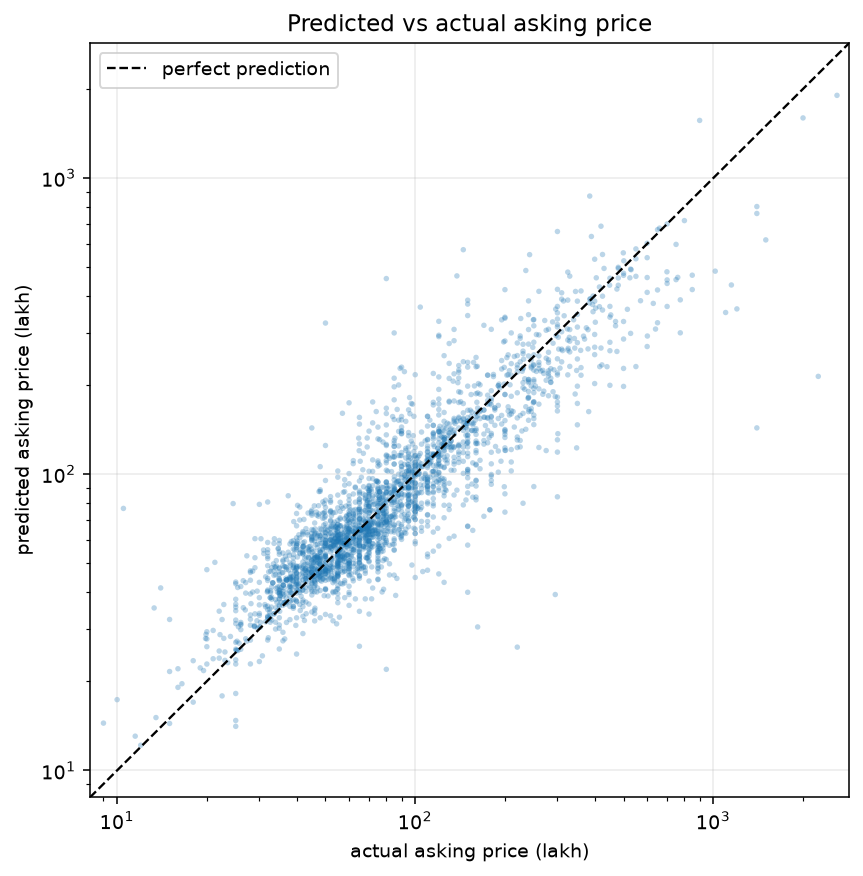 Predicted vs actual asking price
perfect prediction
predicted asking price (lakh)
10³
10²
10¹
10¹ 10² 10³
actual asking price (lakh)